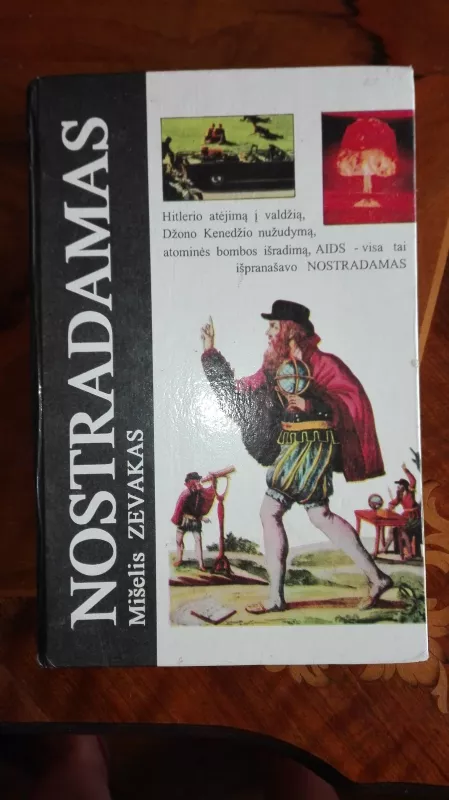 NOSTRADAMAS
Mišelis ZEVAKAS
Hitlerio atėjimą į valdžią,
Džono Kenedžio nužudymą,
atominės bombos išradimą, AIDS - visa tai
išpranašavo NOSTRADAMAS